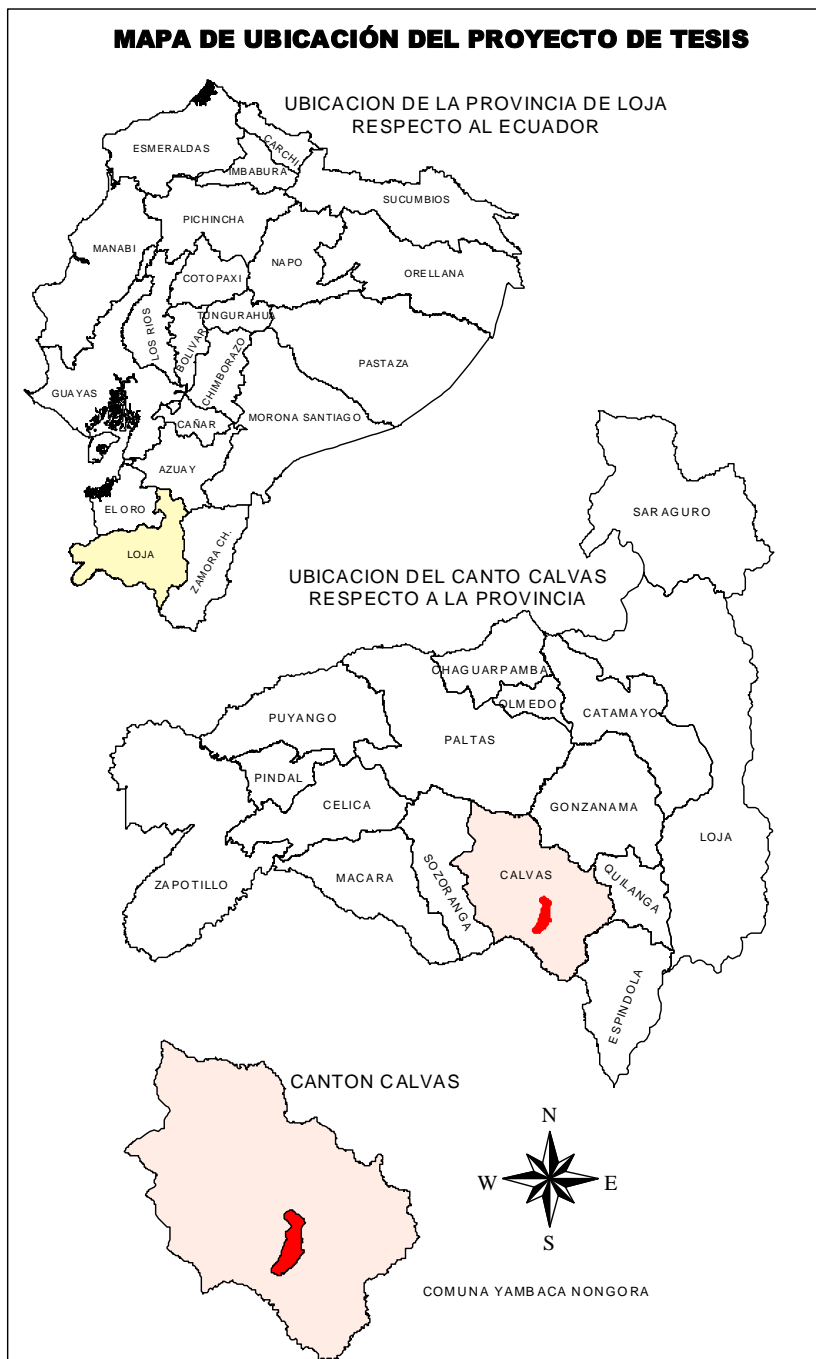 MAPA DE UBICACIÓN DEL PROYECTO DE TESIS
UBICACION DE LA PROVINCIA DE LOJA
RESPECTO AL ECUADOR
ESMERALDAS
CARCHI
IMBABURA
SUCUMBIOS
PICHINCHA
MANABI
NAPO
ORELLANA
COTOPAXI
TUNGURAHUA
LOS RIOS
BOLIVAR
CHIMBORAZO
PASTAZA
GUAYAS
MORONA SANTIAGO
CAÑAR
AZUAY
EL ORO
LOJA
ZAMORA CH.
UBICACION DEL CANTO CALVAS
RESPECTO A LA PROVINCIA
SARAGURO
CHAGUARPAMBA
OLMEDO
CATAMAYO
PUYANGO
PALTAS
PINDAL
CELICA
GONZANAMA
LOJA
ZAPOTILLO
MACARA
SOZORANGA
CALVAS
QUILANGA
ESPINDOLA
CANTON CALVAS
N
W
E
S
COMUNA YAMBACA NONGORA